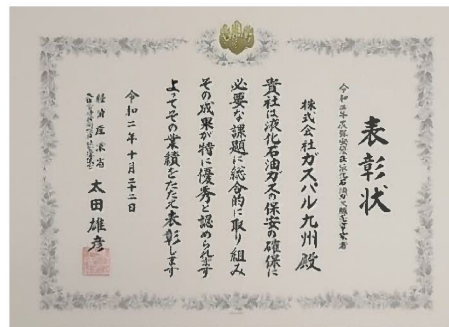 表彰状
株式会社ガスパル九州 殿
貴社は液化石油ガスの保安の確保に
必要な課題に総合的に取り組み
その成果が特に優秀と認められます
よってその業績をたたえ表彰します
令和二年十月二十二日
経済産業省
太田雄彦